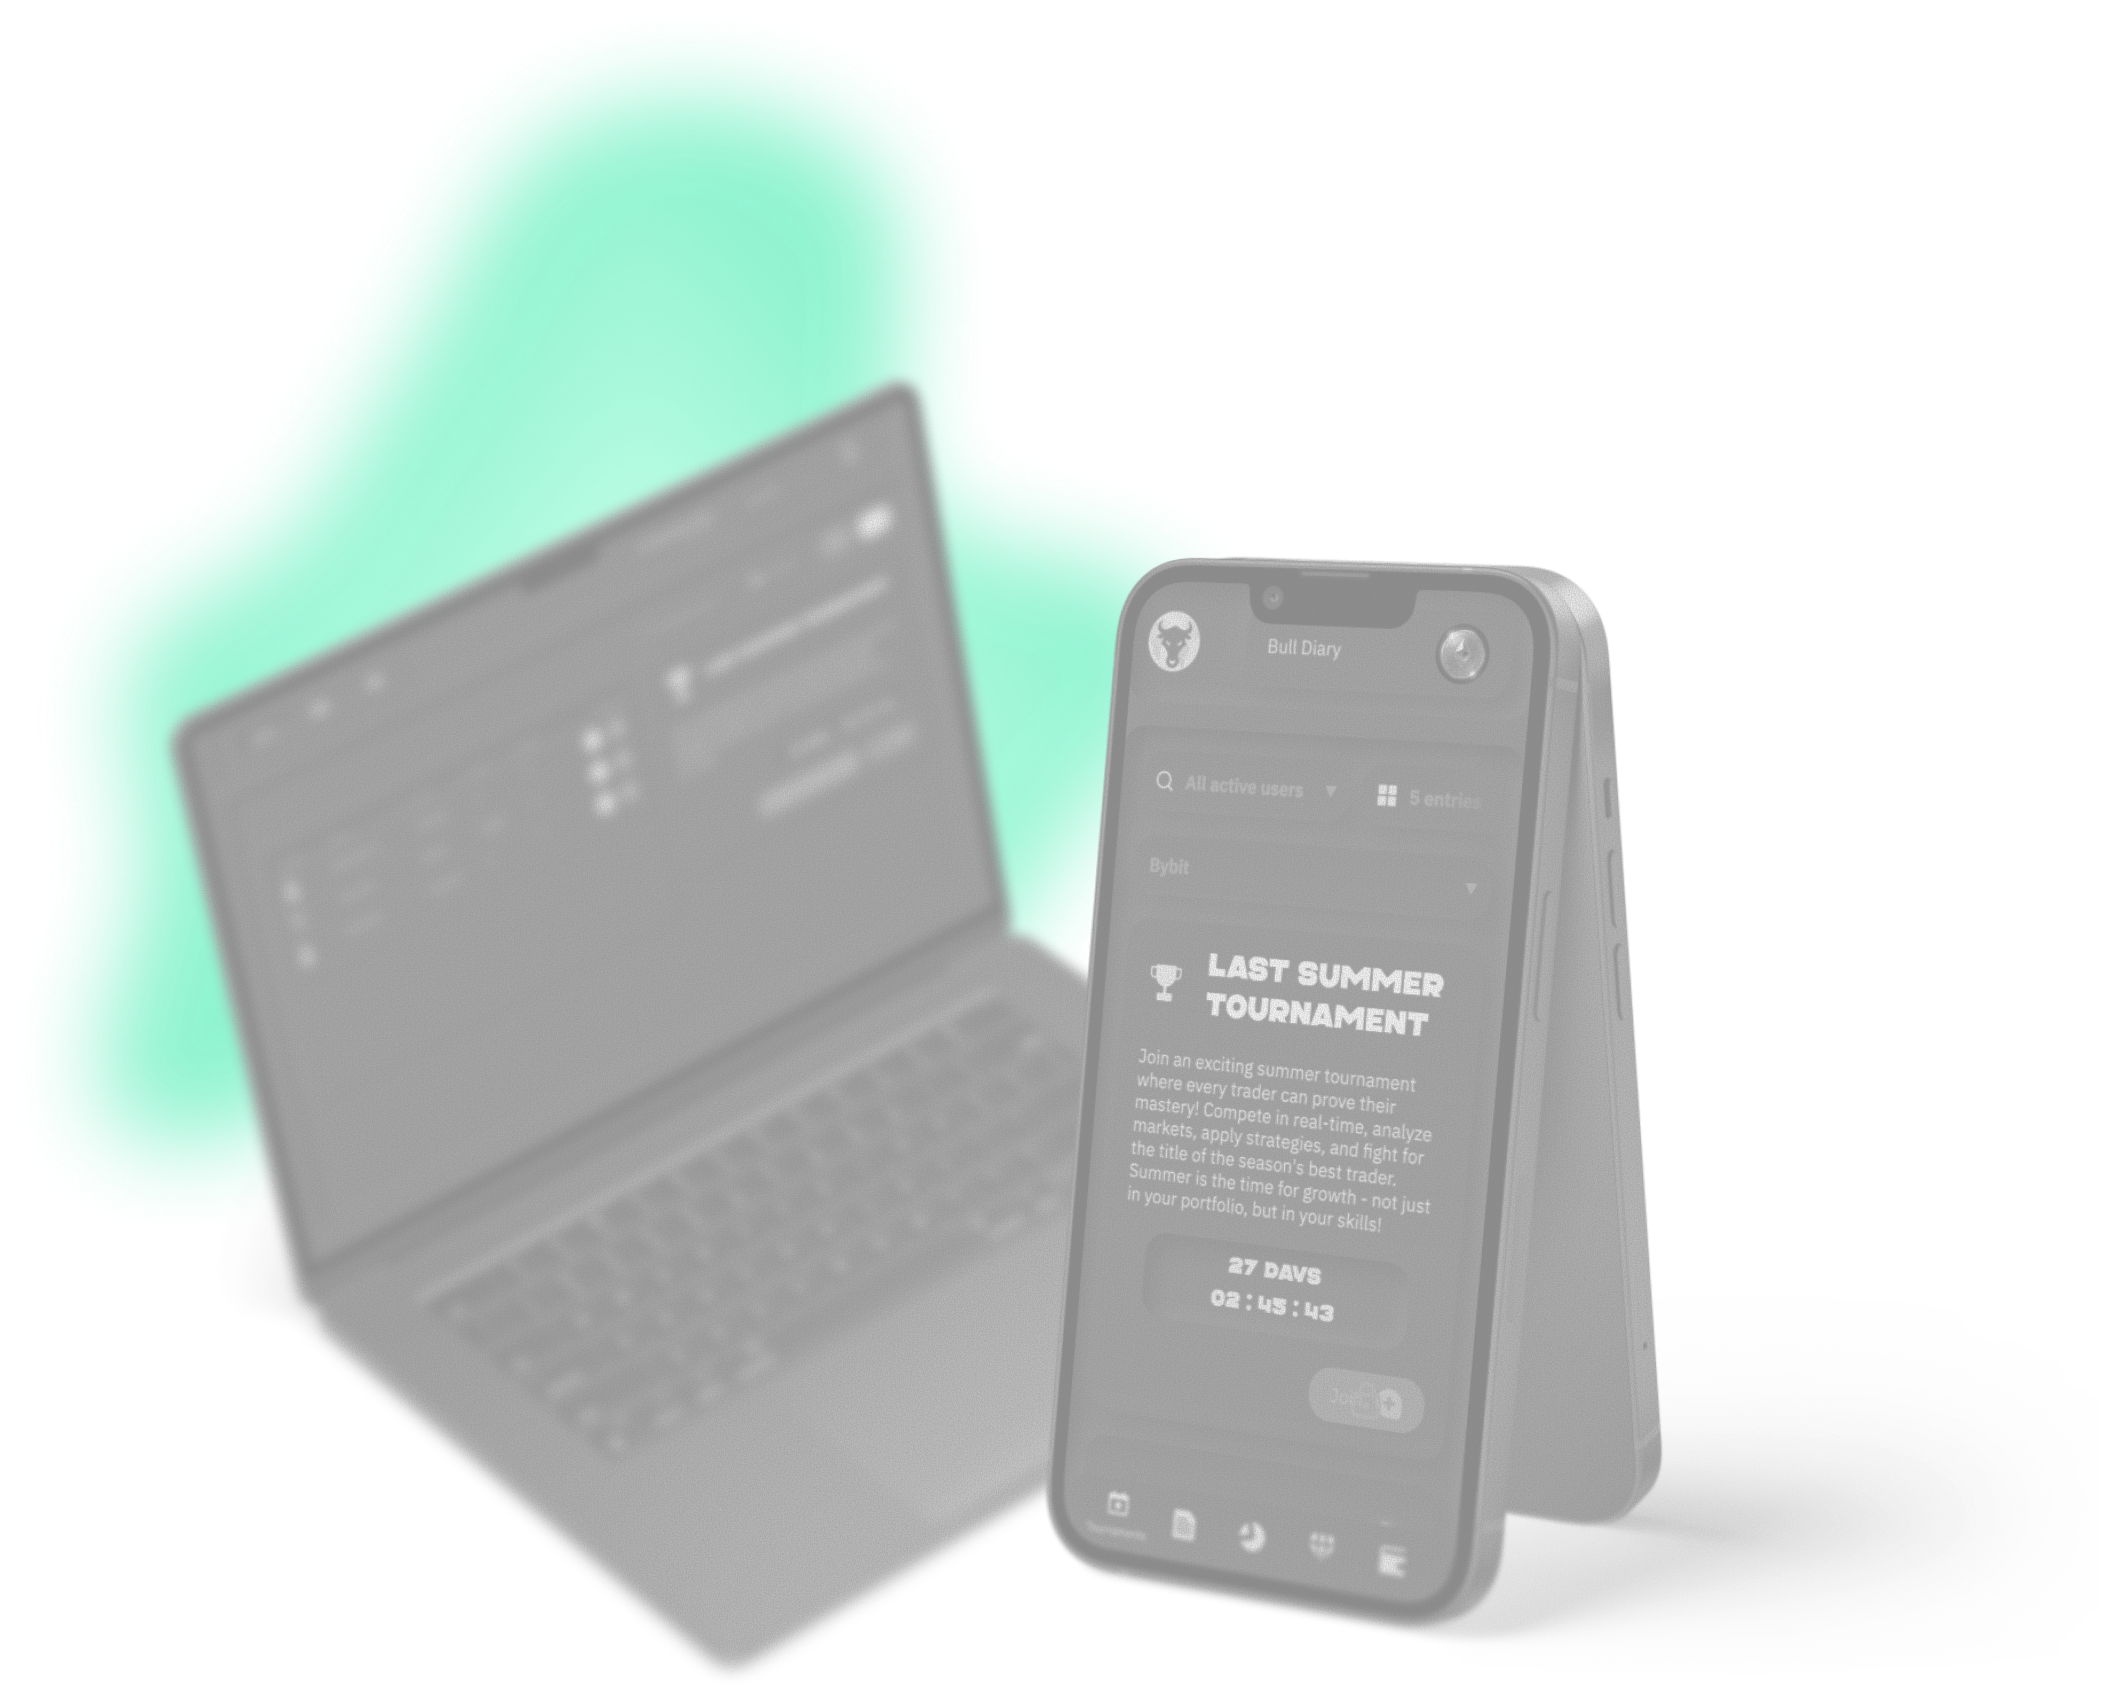 Bull Diary
All active users
5 entries
Bybit
LAST SUMMER
TOURNAMENT
Join an exciting summer tournament
where every trader can prove their
mastery! Compete in real-time, analyze
markets, apply strategies, and fight for
the title of the season's best trader.
Summer is the time for growth - not just
in your portfolio, but in your skills!
27 DAYS
02 : 45 : 43
Join